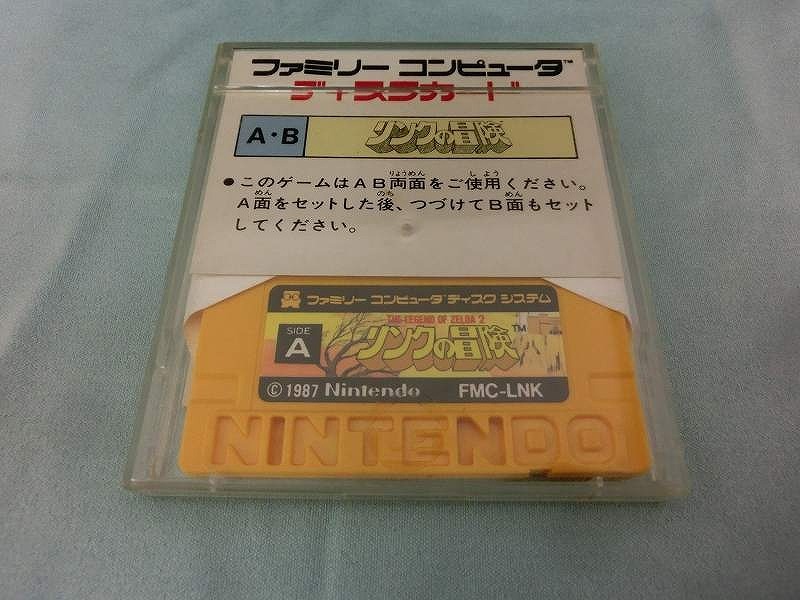 ファミリー コンピュータ™
ディスクカード
A・B リンクの冒険
●このゲームはAB両面をご使用ください。
A面をセットした後、つづけてB面もセット
してください。
ファミリー コンピュータ ディスク システム
THE LEGEND OF ZELDA 2
SIDE
A
リンクの冒険™
©1987 Nintendo FMC-LNK
NINTENDO